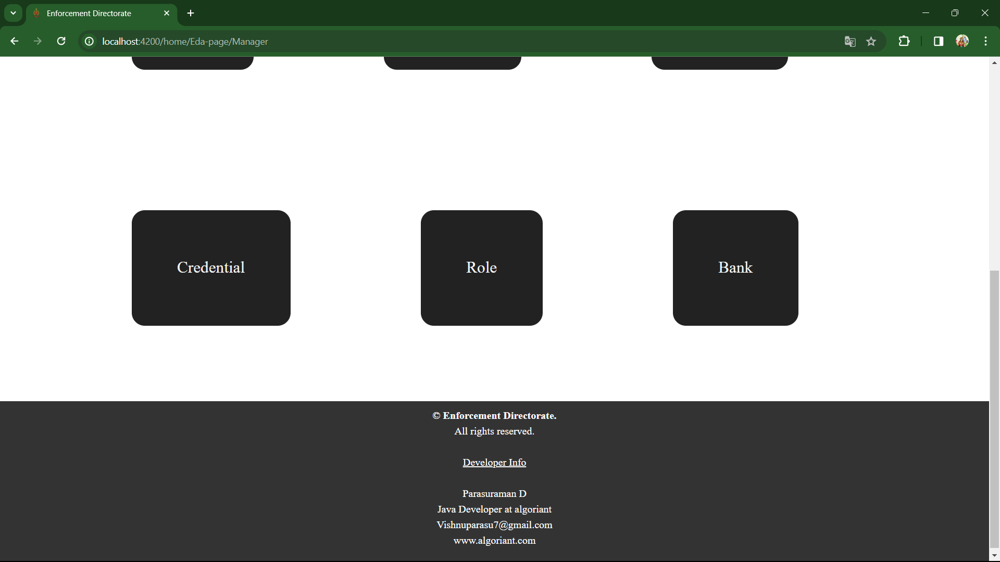 Enforcement Directorate
localhost:4200/home/Eda-page/Manager
Credential
Role
Bank
© Enforcement Directorate.
All rights reserved.
Developer Info
Parasuraman D
Java Developer at algoriant
Vishnuparasu7@gmail.com
www.algoriant.com